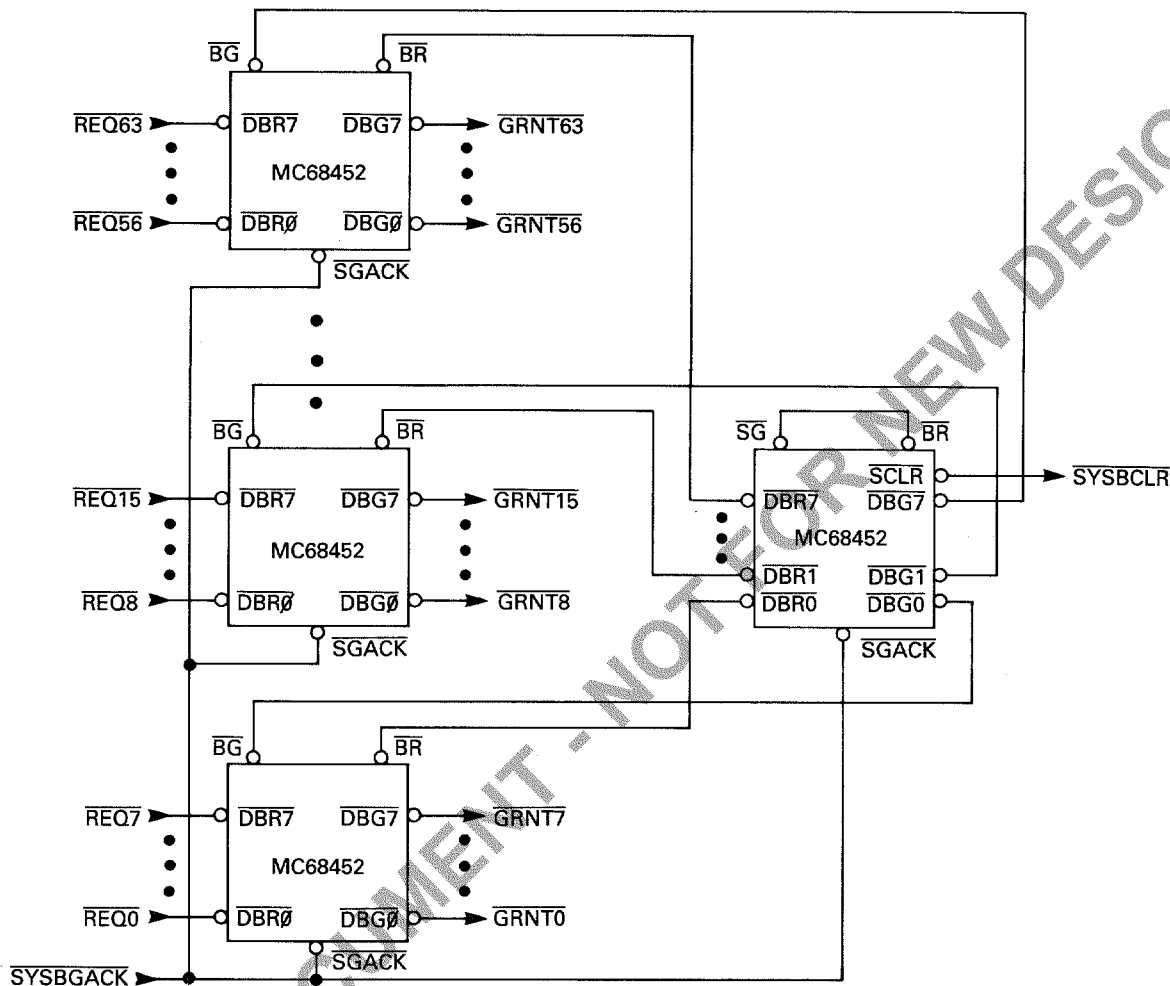 BG BR
REQ63 DBR7 DBG7 GRNT63
MC68452
REQ56 DBRØ DBGØ GRNT56
SGACK
BG BR
REQ15 DBR7 DBG7 GRNT15
MC68452
REQ8 DBRØ DBGØ GRNT8
SGACK
SG BR
SCLR SYSBCLR
DBR7 DBG7
MC68452
DBR1 DBG1
DBR0 DBG0
SGACK
BG BR
REQ7 DBR7 DBG7 GRNT7
MC68452
REQ0 DBRØ DBGØ GRNT0
SGACK
SYSBGACK
CUMENT - NOT FOR NEW DESIG